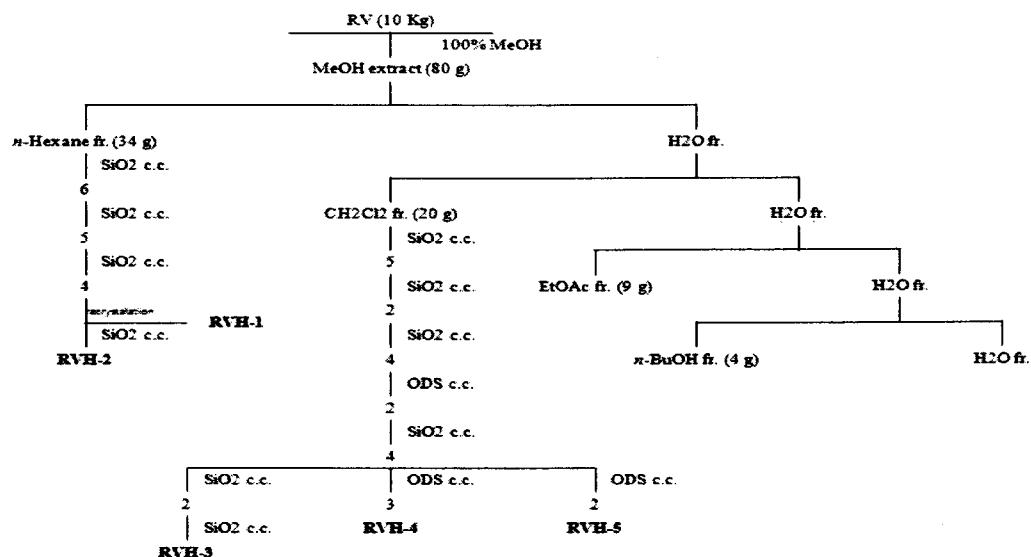 RV (10 Kg)
100% MeOH
MeOH extract (80 g)
n-Hexane fr. (34 g)
H2O fr.
SiO2 c.c.
6
SiO2 c.c.
5
SiO2 c.c.
4
recrystallation
RVH-1
SiO2 c.c.
RVH-2
CH2Cl2 fr. (20 g)
H2O fr.
SiO2 c.c.
5
SiO2 c.c.
2
SiO2 c.c.
4
ODS c.c.
2
SiO2 c.c.
4
EtOAc fr. (9 g)
H2O fr.
n-BuOH fr. (4 g)
H2O fr.
SiO2 c.c.
2
SiO2 c.c.
RVH-3
ODS c.c.
3
RVH-4
ODS c.c.
2
RVH-5